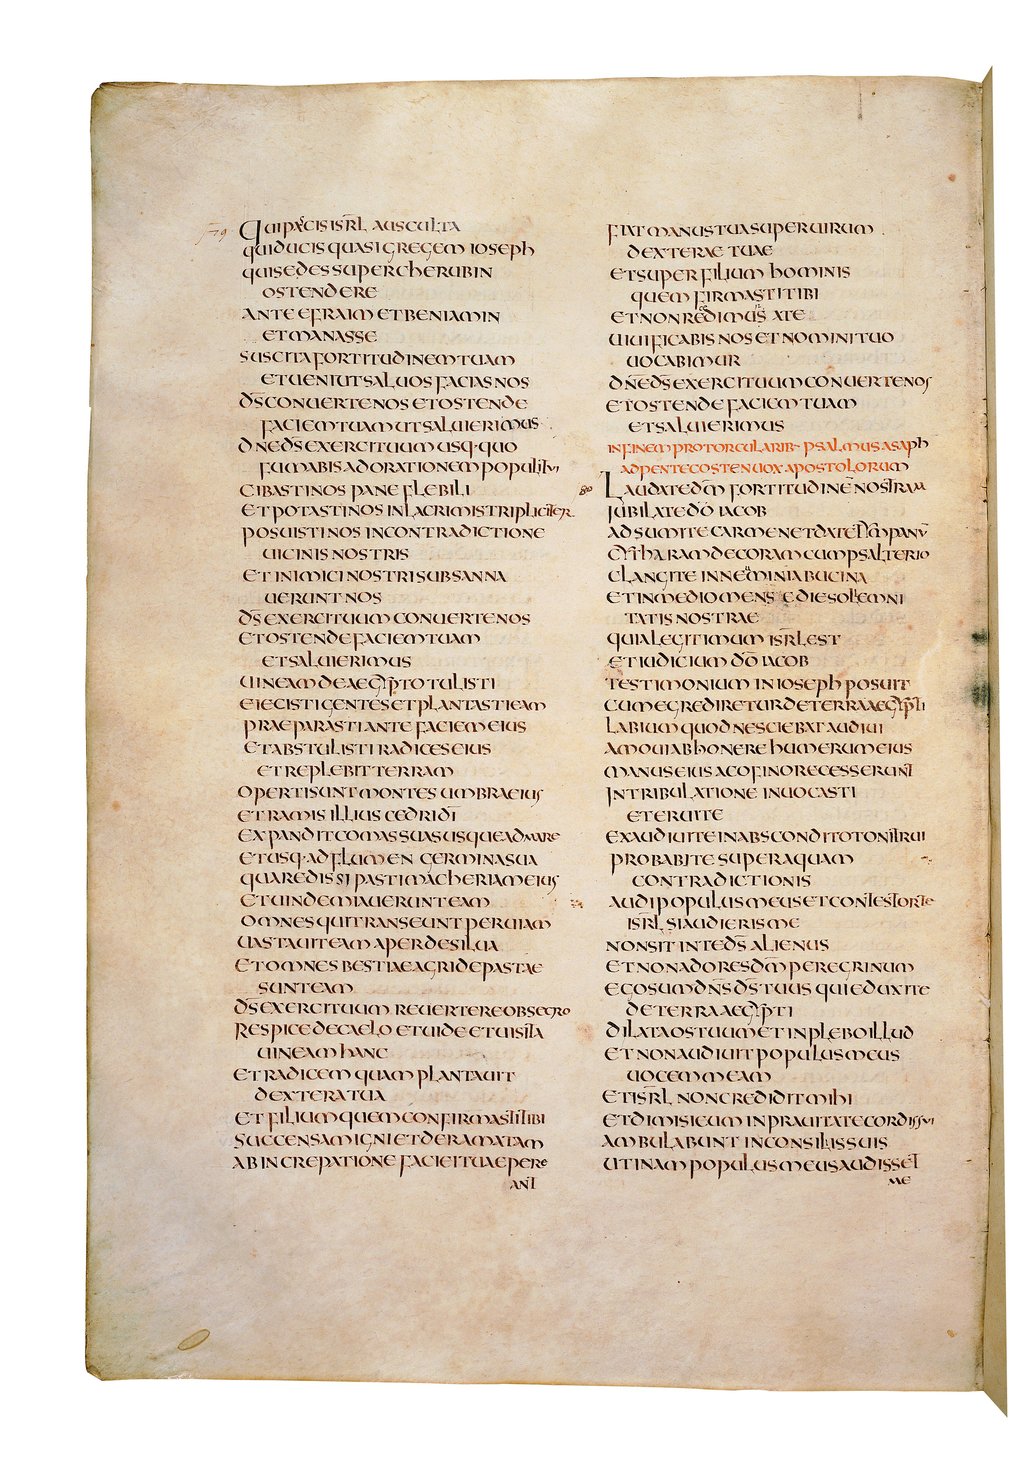 79
QUI PASCIS ISRL AUSCULTA
QUI DUCIS QUASI GREGEM IOSEPH
QUI SEDES SUPER CHERUBIN
OSTENDERE
ANTE EFRAIM ET BENIAMIN
ET MANASSE
SUSCITA FORTITUDINEM TUAM
ET UENI UT SALUOS FACIAS NOS
DS CONUERTE NOS ET OSTENDE
FACIEM TUAM UT SALUI ERIMUS
DNE DS EXERCITUUM USQ·QUO
FUMABIS AD ORATIONEM POPULI TUI
CIBASTI NOS PANE FLEBILI
ET POTASTI NOS IN LACRIMIS TRIPLICITER
POSUISTI NOS IN CONTRADICTIONE
UICINIS NOSTRIS
ET INIMICI NOSTRI SUBSANNA
UERUNT NOS
DS EXERCITUUM CONUERTE NOS
ET OSTENDE FACIEM TUAM
ET SALUI ERIMUS
UINEAM DE AEGYPTO TULISTI
EIECISTI GENTES ET PLANTASTI EAM
PRAEPARASTI ANTE FACIEM EIUS
ET ABSTULISTI RADICES EIUS
ET REPLEBIT TERRAM
OPERTI SUNT MONTES UMBRA EIUS
ET RAMIS ILLIUS CEDRI DI
EXPANDIT COMAS SUAS USQUE AD MARE
ET USQ·AD FLUMEN GERMINA SUA
QUARE DISSIPASTI MACHERIAM EIUS
ET UINDEMIAUERUNT EAM
OMNES QUI TRANSEUNT PER UIAM
UASTAUIT EAM APER DE SILUA
ET OMNES BESTIAE AGRI DEPASTAE
SUNT EAM
DS EXERCITUUM REUERTERE OBSECRO
RESPICE DE CAELO ET UIDE ET UISITA
UINEAM HANC
ET RADICEM QUAM PLANTAUIT
DEXTERA TUA
ET FILIUM QUEM CONFIRMASTI TIBI
SUCCENSAM IGNI ET DERAMATAM
AB INCREPATIONE FACIEI TUAE PERE
ANT
FIAT MANUS TUA SUPER UIRUM
DEXTERAE TUAE
ET SUPER FILIUM HOMINIS
QUEM FIRMASTI TIBI
ET NON REDIMUS A TE
UIUIFICABIS NOS ET NOMINI TUO
UOCABIMUR
DNE DS EXERCITUUM CONUERTE NOS
ET OSTENDE FACIEM TUAM
ET SALUI ERIMUS
IN FINEM PRO TORCULARIB· PSALMUS ASAPH
AD PENTECOSTEN UOX APOSTOLORUM
80
LAUDATE DM FORTITUDINE NOSTRAM
IUBILATE DO IACOB
ADSUMITE CARMEN ET DATE TYMPANU
CYTHARAM DECORAM CUM PSALTERIO
CLANGITE IN NEOMINIA BUCINA
ET IN MEDIO MENSE DIE SOLLEMNI
TATIS NOSTRAE
QUIA LEGITIMUM ISRL EST
ET IUDICIUM DO IACOB
TESTIMONIUM IN IOSEPH POSUIT
CUM EGREDIRETUR DE TERRA AEGYPTI
LABIUM QUOD NESCIEBAT AUDIUI
AMOUI AB HONERE HUMERUM EIUS
MANUS EIUS A COFINO RECESSERUNT
IN TRIBULATIONE INUOCASTI
ET ERUI TE
EXAUDIUI TE IN ABSCONDITO TONITRUI
PROBABI TE SUPER AQUAM
CONTRADICTIONIS
AUDI POPULUS MEUS ET CONTESTOR TE
ISRL SI AUDIERIS ME
NON SIT IN TE DS ALIENUS
ET NON ADORES DM PEREGRINUM
EGO SUM DNS DS TUUS QUI EDUXI TE
DE TERRA AEGYPTI
DILATA OS TUUM ET INPLEBO ILLUD
ET NON AUDIUIT POPULUS MEUS
UOCEM MEAM
ET ISRL NON CREDIDIT MIHI
ET DIMISI EUM IN PRAUITATE CORDIS SUI
AMBULABUNT IN CONSILIIS SUIS
UTINAM POPULUS MEUS AUDISSET
ME